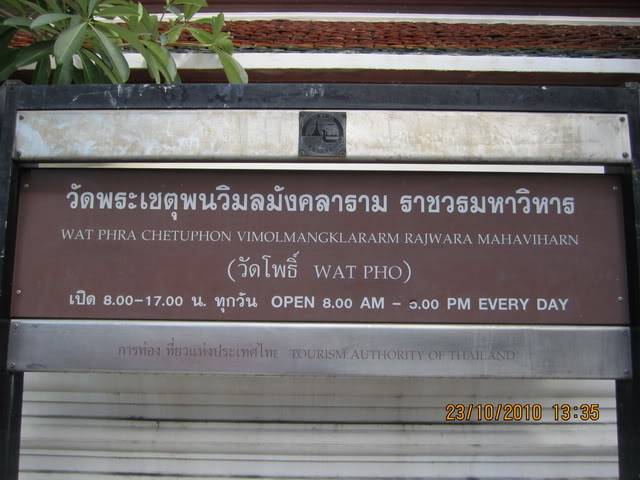 วัดพระเชตุพนวิมลมังคลาราม ราชวรมหาวิหาร
WAT PHRA CHETUPHON VIMOLMANGKLARARM RAJWARA MAHAVIHARN
(วัดโพธิ์ WAT PHO)
เปิด 8.00-17.00 น. ทุกวัน OPEN 8.00 AM - 5.00 PM EVERY DAY
การท่องเที่ยวแห่งประเทศไทย TOURISM AUTHORITY OF THAILAND
23/10/2010 13:35